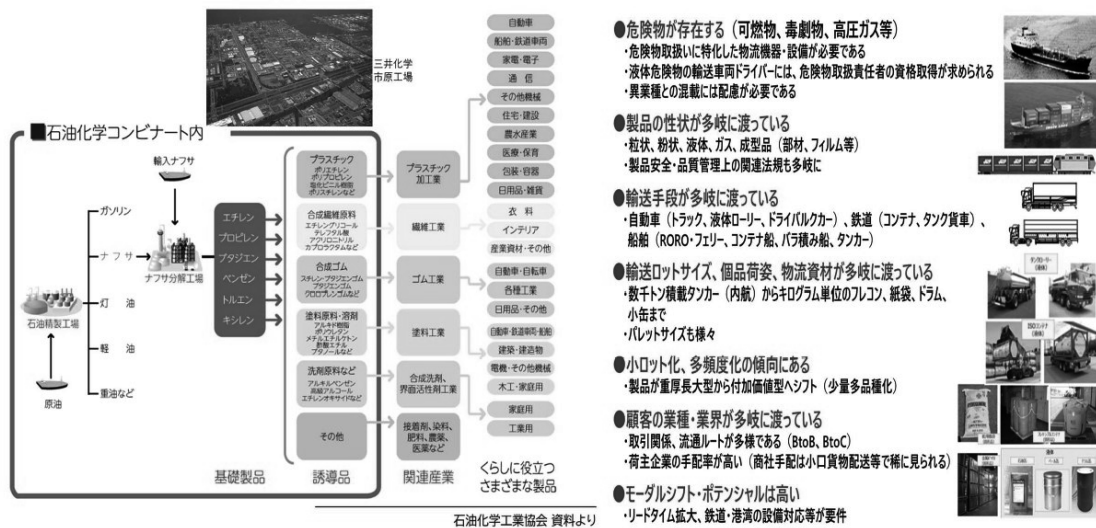 三井化学
市原工場
■石油化学コンビナート内
輸入ナフサ
ガソリン
ナフサ
灯油
軽油
重油など
石油精製工場
原油
ナフサ分解工場
エチレン
プロピレン
ブタジエン
ベンゼン
トルエン
キシレン
基礎製品
プラスチック
ポリエチレン
ポリプロピレン
塩化ビニル樹脂
ポリスチレンなど
合成繊維原料
エチレングリコール
テレフタル酸
アクリロニトリル
カプロラクタムなど
合成ゴム
スチレンブタジエンゴム
ブタジエンゴム
クロロプレンゴムなど
塗料原料・溶剤
アルキド樹脂
ポリウレタン
メチルエチルケトン
酢酸エチル
ブタノールなど
洗剤原料など
アルキルベンゼン
高級アルコール
エチレンオキサイドなど
その他
誘導品
プラスチック
加工業
繊維工業
ゴム工業
塗料工業
合成洗剤、
界面活性剤工業
接着剤、染料、
肥料、農薬、
医薬など
関連産業
自動車
船舶・鉄道車両
家電・電子
通信
その他機械
住宅・建設
農水産業
医療・保育
包装・容器
日用品・雑貨
衣料
インテリア
産業資材・その他
自動車・自転車
各種工業
日用品・その他
自動車・鉄道車両・船舶
建築・建造物
電機・その他機械
木工・家庭用
家庭用
工業用
くらしに役立つ
さまざまな製品
石油化学工業協会 資料より
●危険物が存在する（可燃物、毒劇物、高圧ガス等）
・危険物取扱いに特化した物流機器・設備が必要である
・液体危険物の輸送車両ドライバーには、危険物取扱責任者の資格取得が求められる
・異業種との混載には配慮が必要である
●製品の性状が多岐に渡っている
・粒状、粉状、液体、ガス、成型品（部材、フィルム等）
・製品安全・品質管理上の関連法規も多岐に
●輸送手段が多岐に渡っている
・自動車（トラック、液体ローリー、ドライバルクカー）、鉄道（コンテナ、タンク貨車）、
船舶（RORO・フェリー、コンテナ船、バラ積み船、タンカー）
●輸送ロットサイズ、個品荷姿、物流資材が多岐に渡っている
・数千トン積載タンカー（内航）からキログラム単位のフレコン、紙袋、ドラム、
小缶まで
・パレットサイズも様々
●小ロット化、多頻度化の傾向にある
・製品が重厚長大型から付加価値型へシフト（少量多品種化）
●顧客の業種・業界が多岐に渡っている
・取引関係、流通ルートが多様である（BtoB、BtoC）
・荷主企業の手配率が高い（商社手配は小口貨物配送等で稀に見られる）
●モーダルシフト・ポテンシャルは高い
・リードタイム拡大、鉄道・港湾の設備対応等が要件